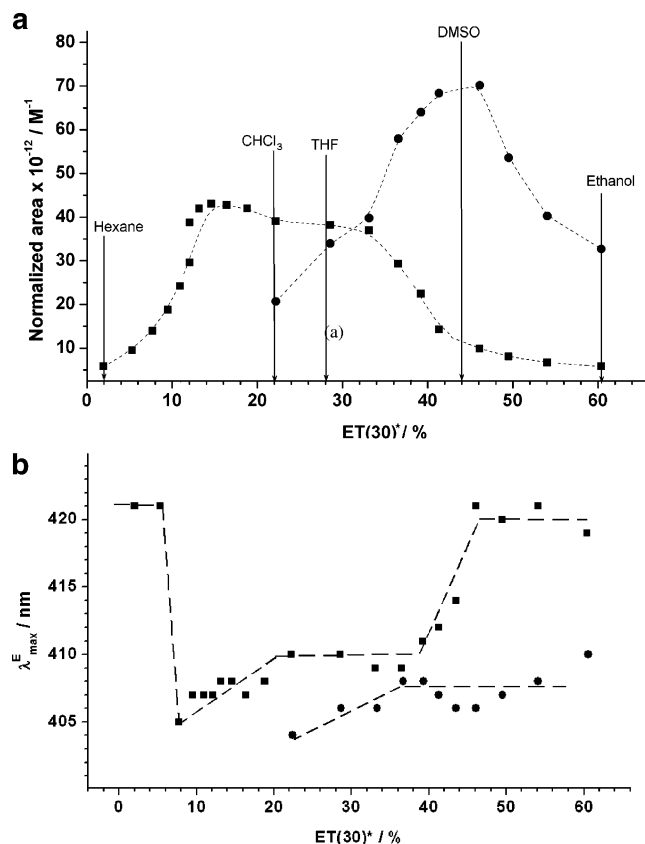 a
Normalized area x 10⁻¹² / M⁻¹
80
70
60
50
40
30
20
10
Hexane
CHCl₃
THF
DMSO
Ethanol
(a)
0 10 20 30 40 50 60
ET(30)*/ %
b
λᴱmax / nm
420
415
410
405
400
0 10 20 30 40 50 60
ET(30)* / %